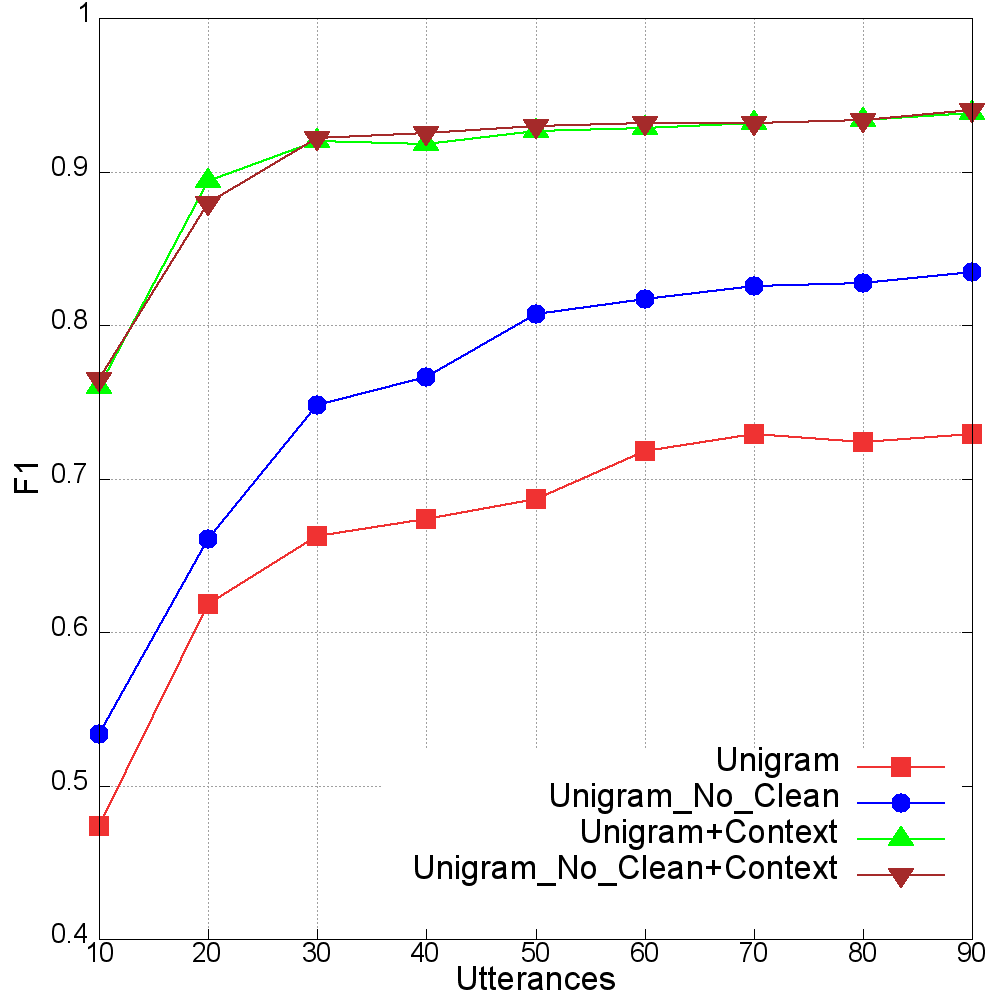 1
0.9
0.8
0.7
0.6
0.5
0.4
F1
Unigram
Unigram_No_Clean
Unigram+Context
Unigram_No_Clean+Context
10 20 30 40 50 60 70 80 90
Utterances